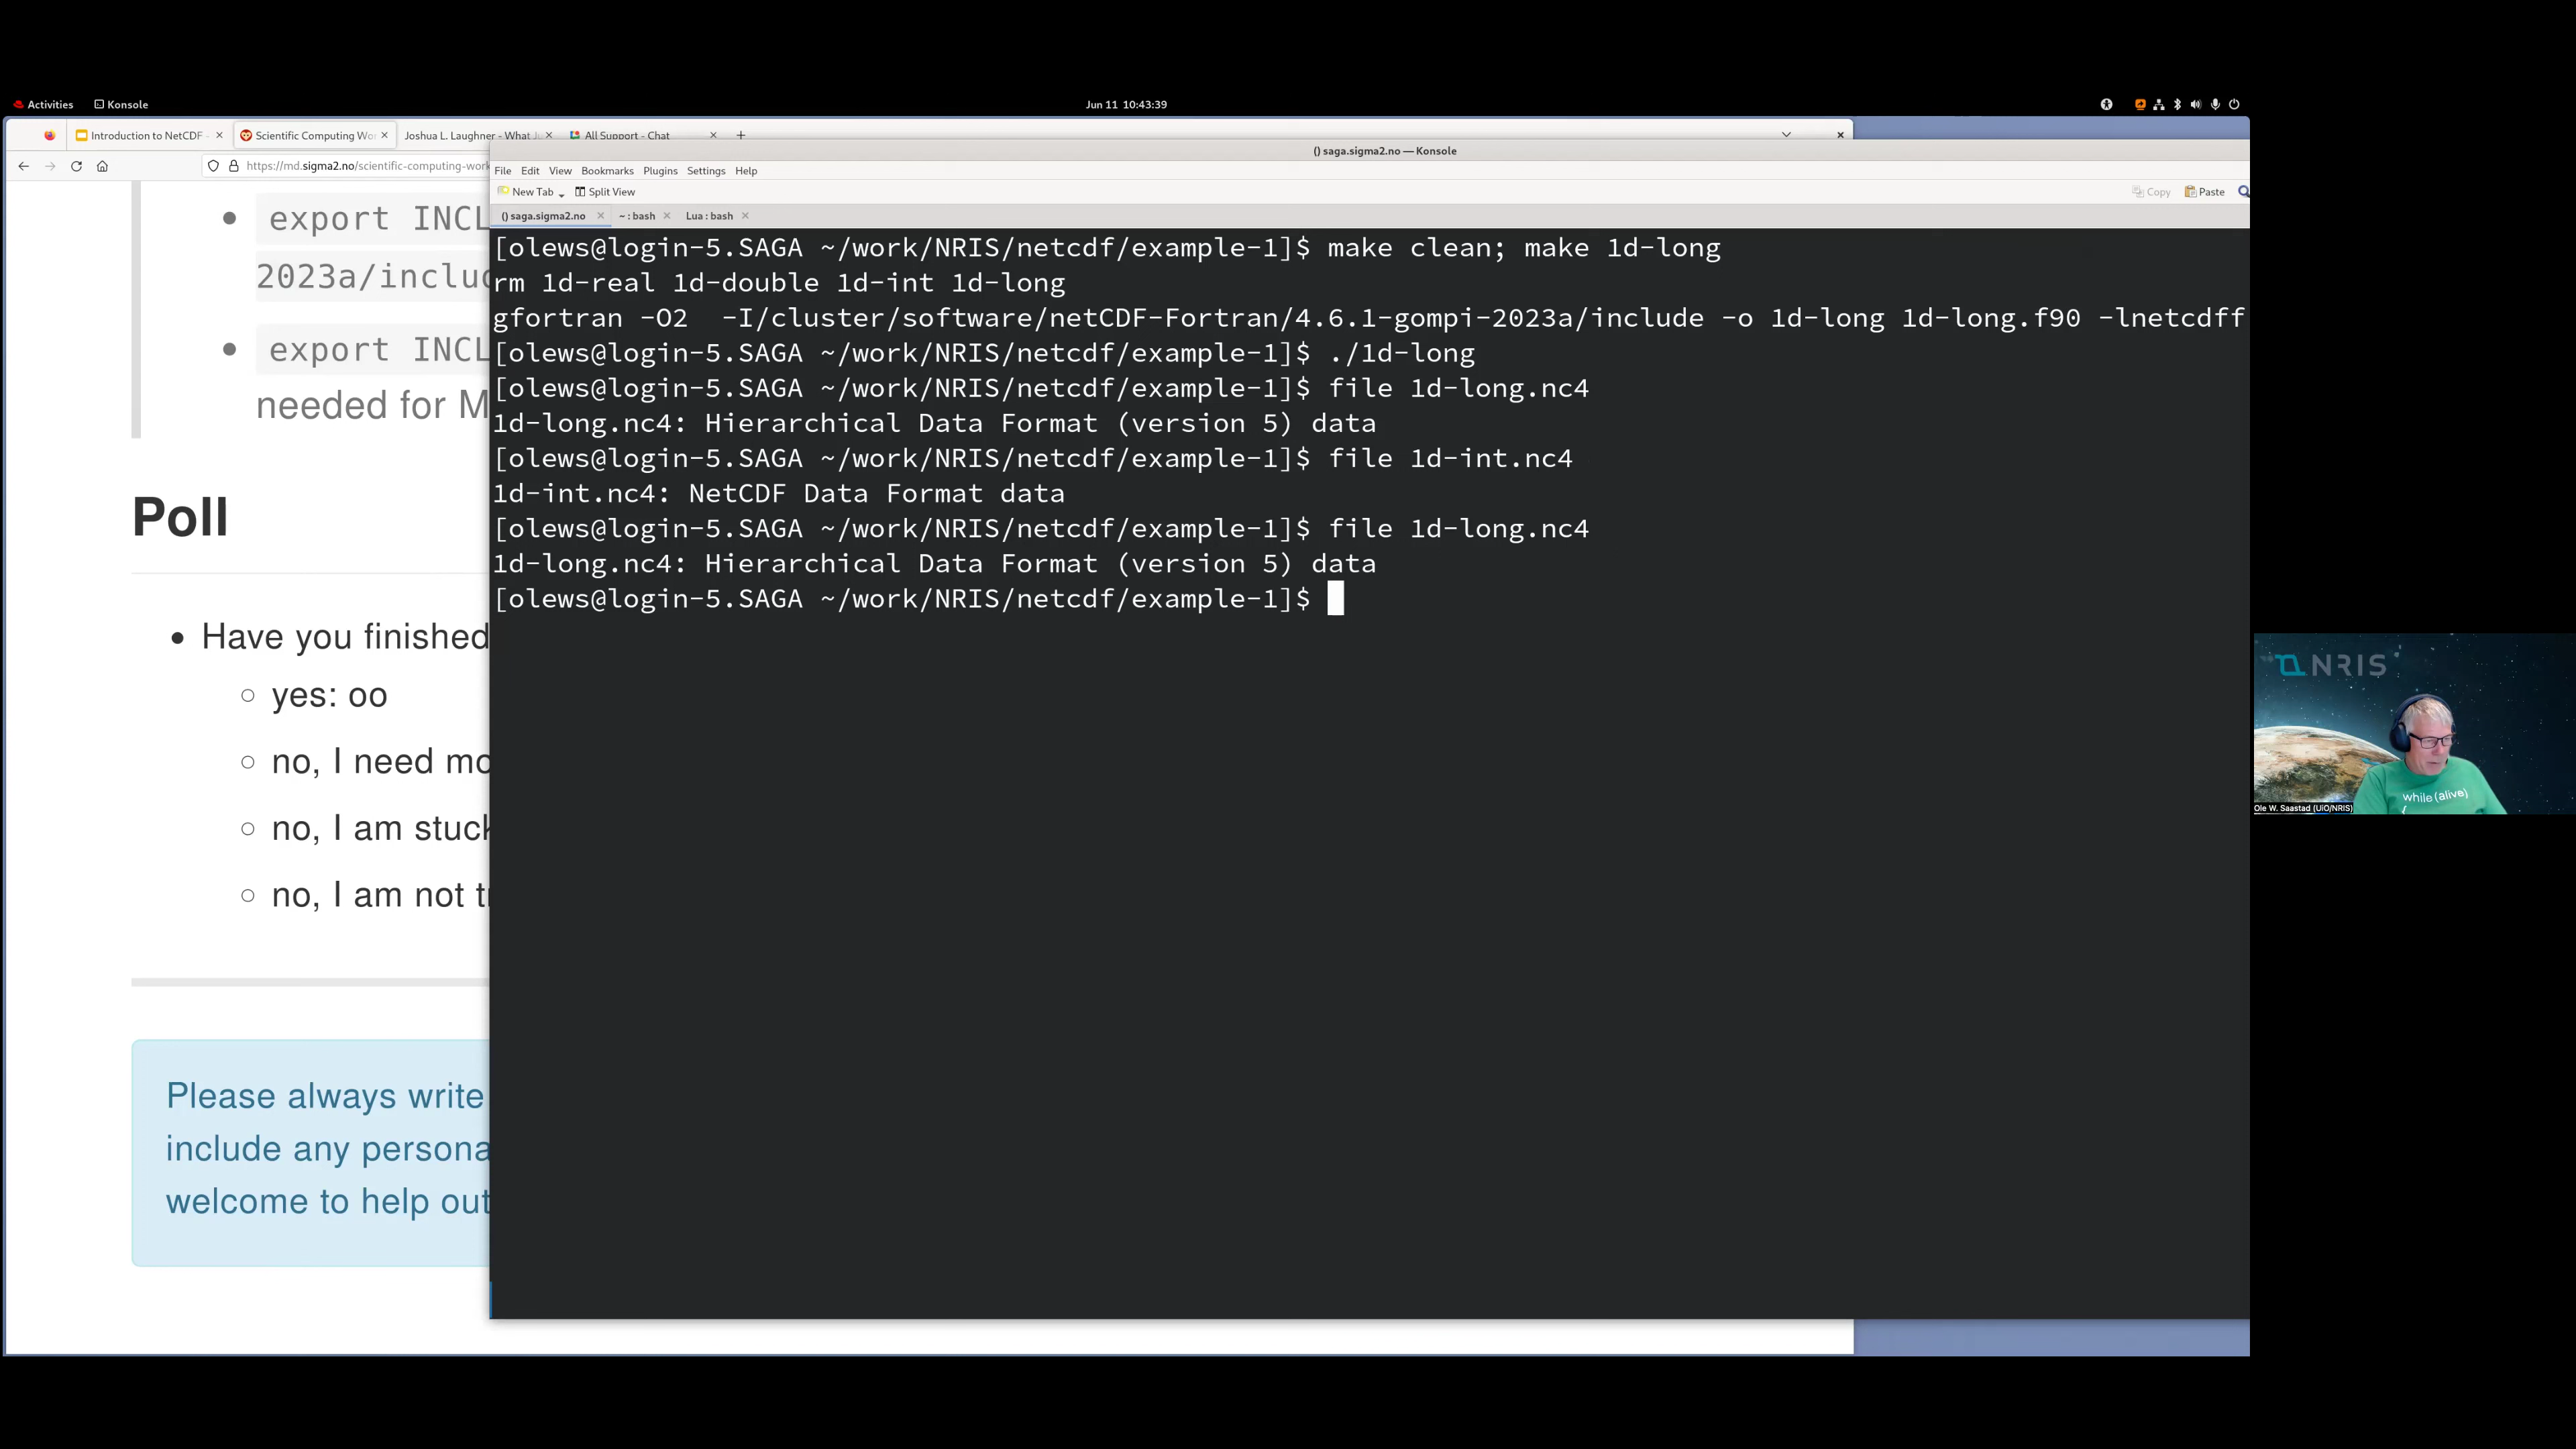 Activities
Konsole
Jun 11 10:43:39
Introduction to NetCDF -
Scientific Computing Wor
Joshua L. Laughner - What
All Support - Chat
https://md.sigma2.no/scientific-computing-work
() saga.sigma2.no — Konsole
File Edit View Bookmarks Plugins Settings Help
New Tab Split View
Copy Paste
() saga.sigma2.no
~ : bash
Lua : bash
export INCL
2023a/includ
export INCL
needed for M
Poll
Have you finished
yes: oo
no, I need mo
no, I am stuck
no, I am not tr
Please always write
include any persona
welcome to help out
[olews@login-5.SAGA ~/work/NRIS/netcdf/example-1]$ make clean; make 1d-long
rm 1d-real 1d-double 1d-int 1d-long
gfortran -O2  -I/cluster/software/netCDF-Fortran/4.6.1-gompi-2023a/include -o 1d-long 1d-long.f90 -lnetcdff
[olews@login-5.SAGA ~/work/NRIS/netcdf/example-1]$ ./1d-long
[olews@login-5.SAGA ~/work/NRIS/netcdf/example-1]$ file 1d-long.nc4
1d-long.nc4: Hierarchical Data Format (version 5) data
[olews@login-5.SAGA ~/work/NRIS/netcdf/example-1]$ file 1d-int.nc4
1d-int.nc4: NetCDF Data Format data
[olews@login-5.SAGA ~/work/NRIS/netcdf/example-1]$ file 1d-long.nc4
1d-long.nc4: Hierarchical Data Format (version 5) data
[olews@login-5.SAGA ~/work/NRIS/netcdf/example-1]$
NRIS
while (alive)
{
Ole W. Saastad (UiO/NRIS)